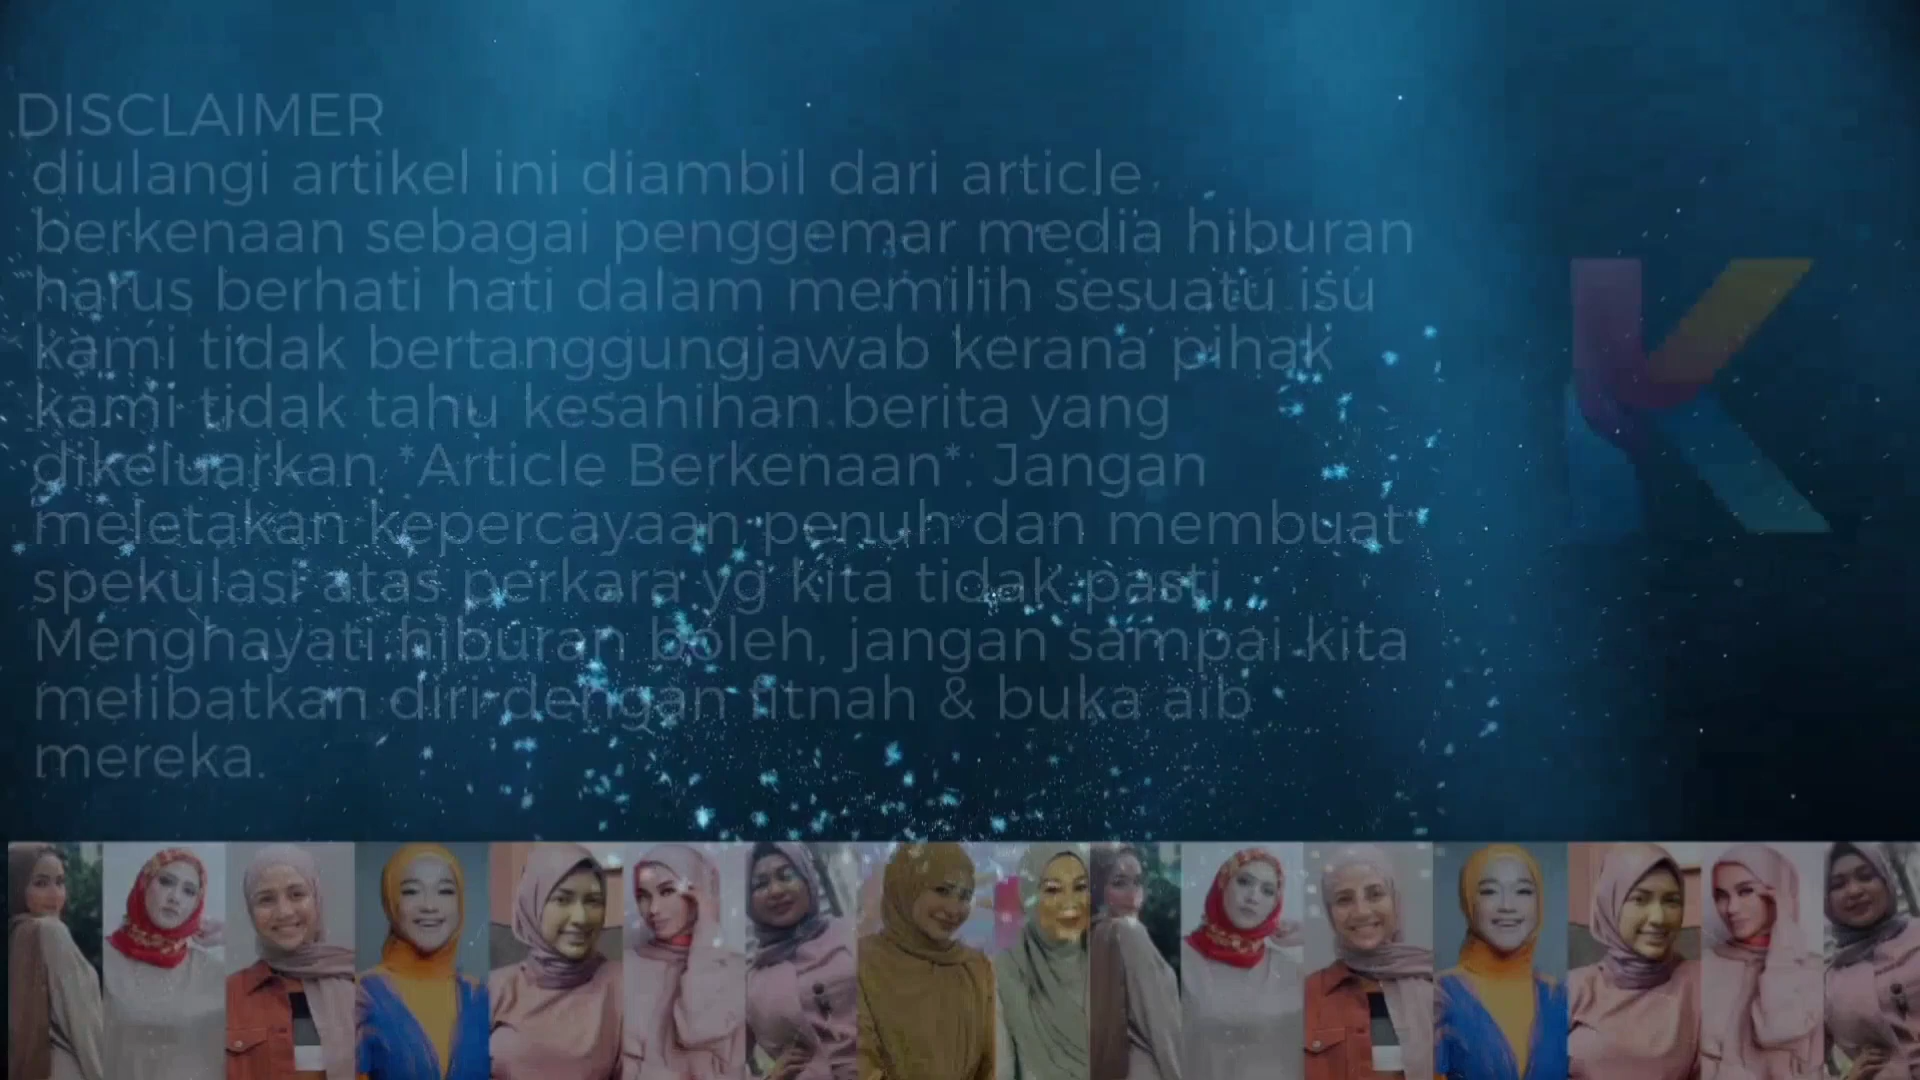 DISCLAIMER
diulangi artikel ini diambil dari article
berkenaan sebagai penggemar media hiburan
harus berhati hati dalam memilih sesuatu isu
kami tidak bertanggungjawab kerana pihak
kami tidak tahu kesahihan berita yang
dikeluarkan *Article Berkenaan*. Jangan
meletakan kepercayaan penuh dan membuat
spekulasi atas perkara yg kita tidak pasti
Menghayati hiburan boleh, jangan sampai kita
melibatkan diri dengan fitnah & buka aib
mereka.